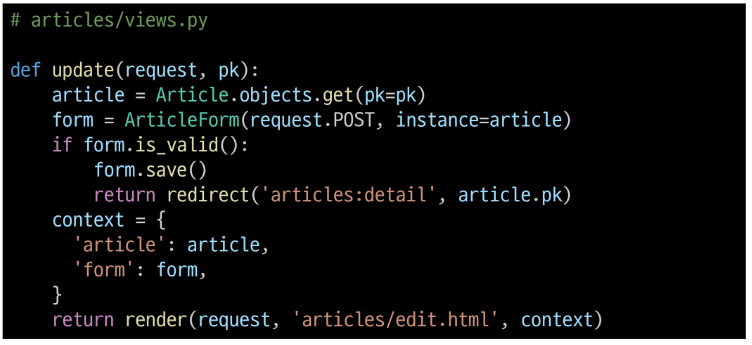 # articles/views.py

def update(request, pk):
    article = Article.objects.get(pk=pk)
    form = ArticleForm(request.POST, instance=article)
    if form.is_valid():
        form.save()
        return redirect('articles:detail', article.pk)
    context = {
      'article': article,
      'form': form,
    }
    return render(request, 'articles/edit.html', context)